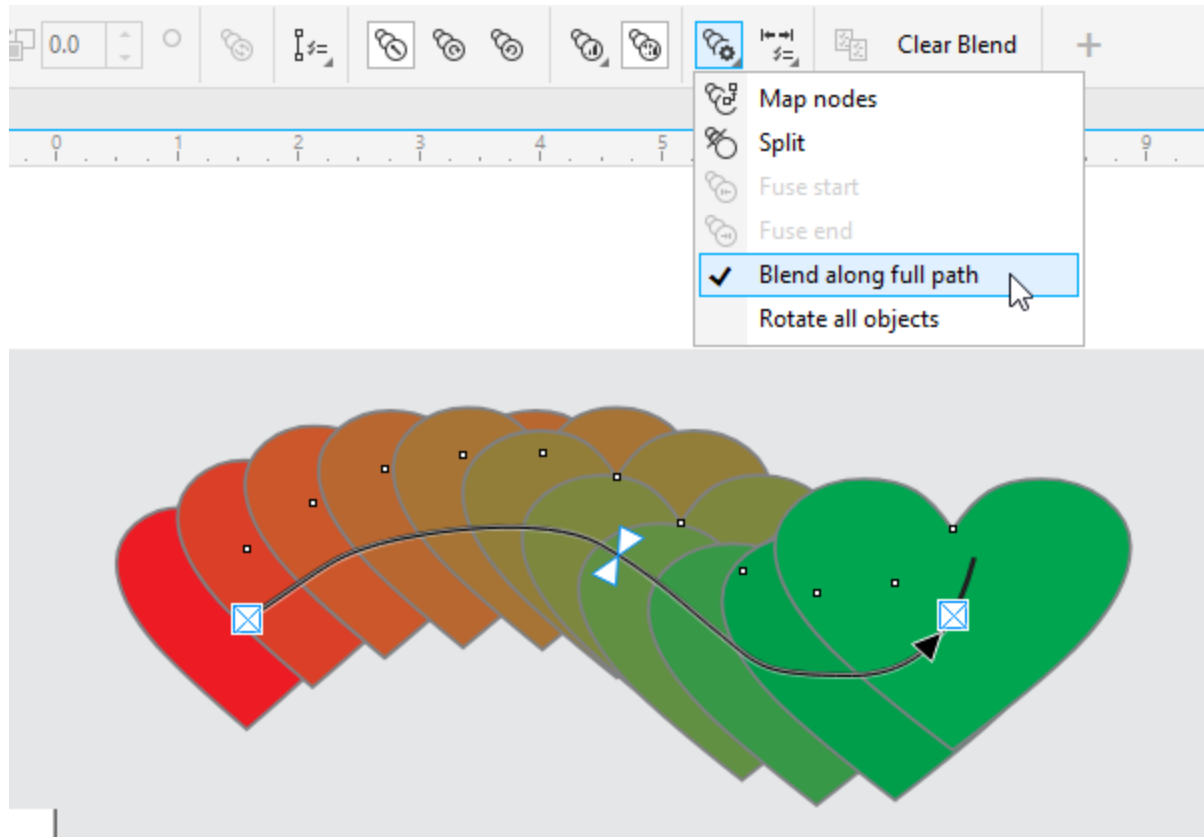 0.0
Clear Blend
Map nodes
0 1 2 3 4 5 9
Split
Fuse start
Fuse end
Blend along full path
Rotate all objects